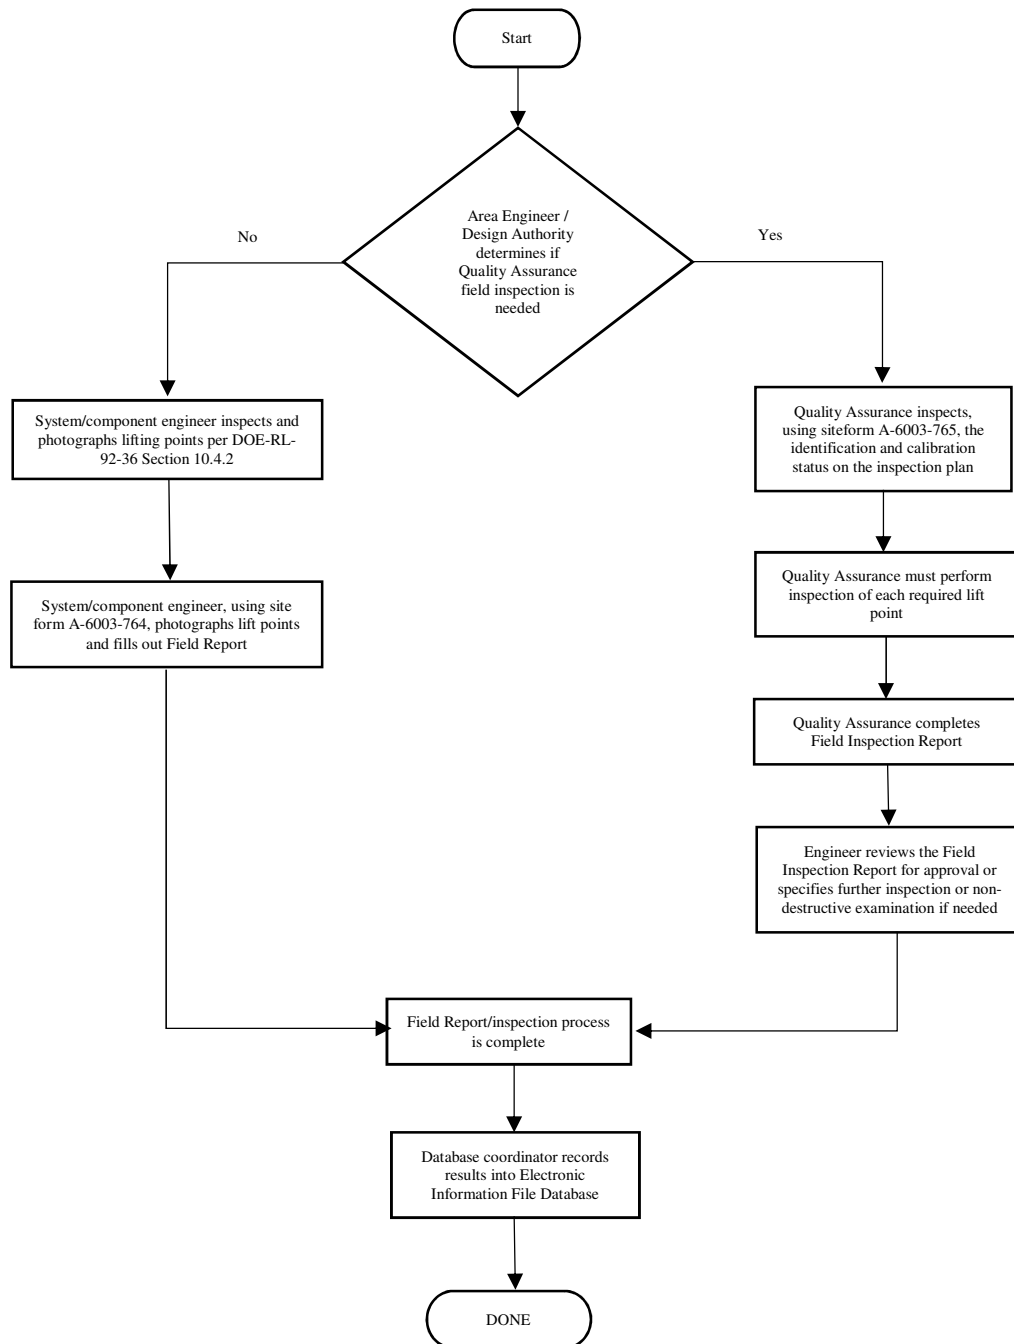 Start
Area Engineer /
Design Authority
determines if
Quality Assurance
field inspection is
needed
No
Yes
System/component engineer inspects and
photographs lifting points per DOE-RL-
92-36 Section 10.4.2
System/component engineer, using site
form A-6003-764, photographs lift points
and fills out Field Report
Quality Assurance inspects,
using siteform A-6003-765, the
identification and calibration
status on the inspection plan
Quality Assurance must perform
inspection of each required lift
point
Quality Assurance completes
Field Inspection Report
Engineer reviews the Field
Inspection Report for approval or
specifies further inspection or non-
destructive examination if needed
Field Report/inspection process
is complete
Database coordinator records
results into Electronic
Information File Database
DONE